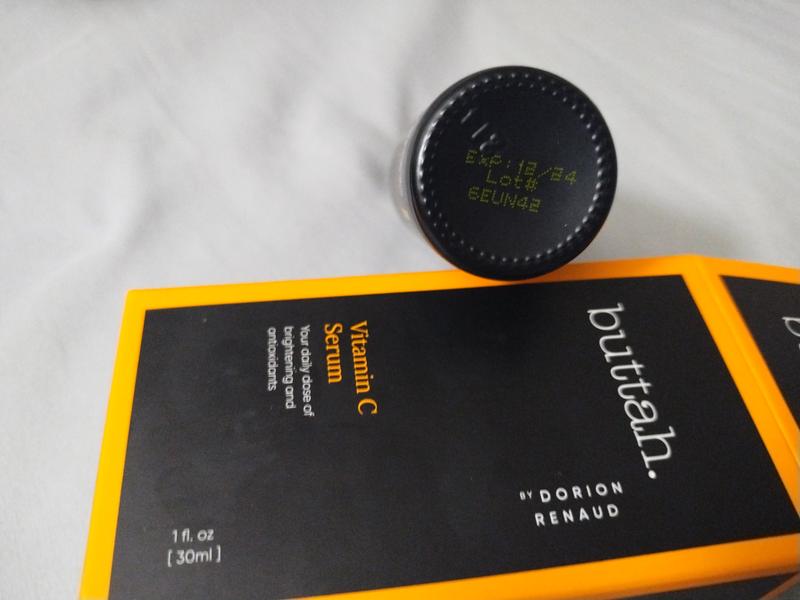 Exp:12/24
Lot#
6EUN42
buttah.
BY DORION
RENAUD
Vitamin C
Serum
Your daily dose of
brightening and
antioxidants
1 fl. oz
[ 30ml ]